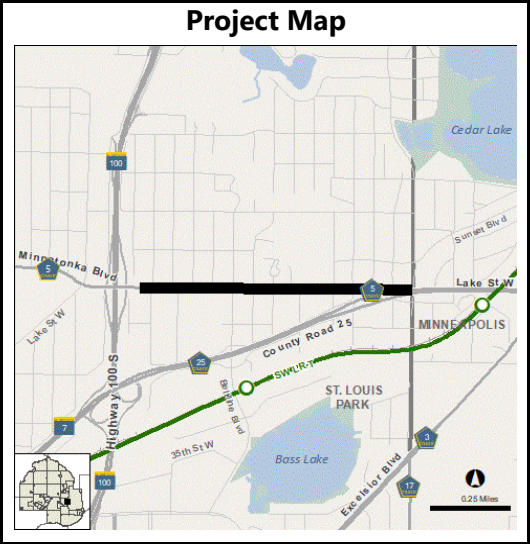 Project Map
Cedar Lake
100
Sunset Blvd
Minnetonka Blvd
5
5
Lake St W
Lake St W
MINNEAPOLIS
County Road 25
25
SWLRT
Highway 100 S
Beltline Blvd
ST. LOUIS
PARK
7
35th St W
3
Bass Lake
Excelsior Blvd
100
17
0.25 Miles